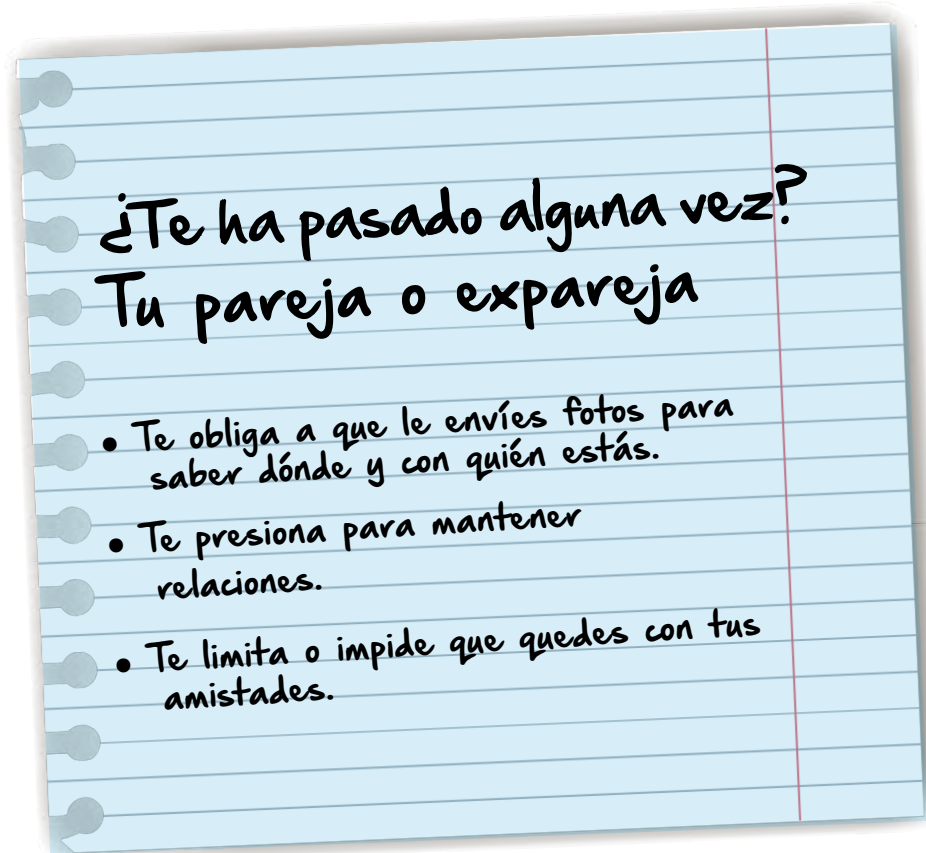 ¿Te ha pasado alguna vez?
Tu pareja o expareja
• Te obliga a que le envíes fotos para
saber dónde y con quién estás.
• Te presiona para mantener
relaciones.
• Te limita o impide que quedes con tus
amistades.